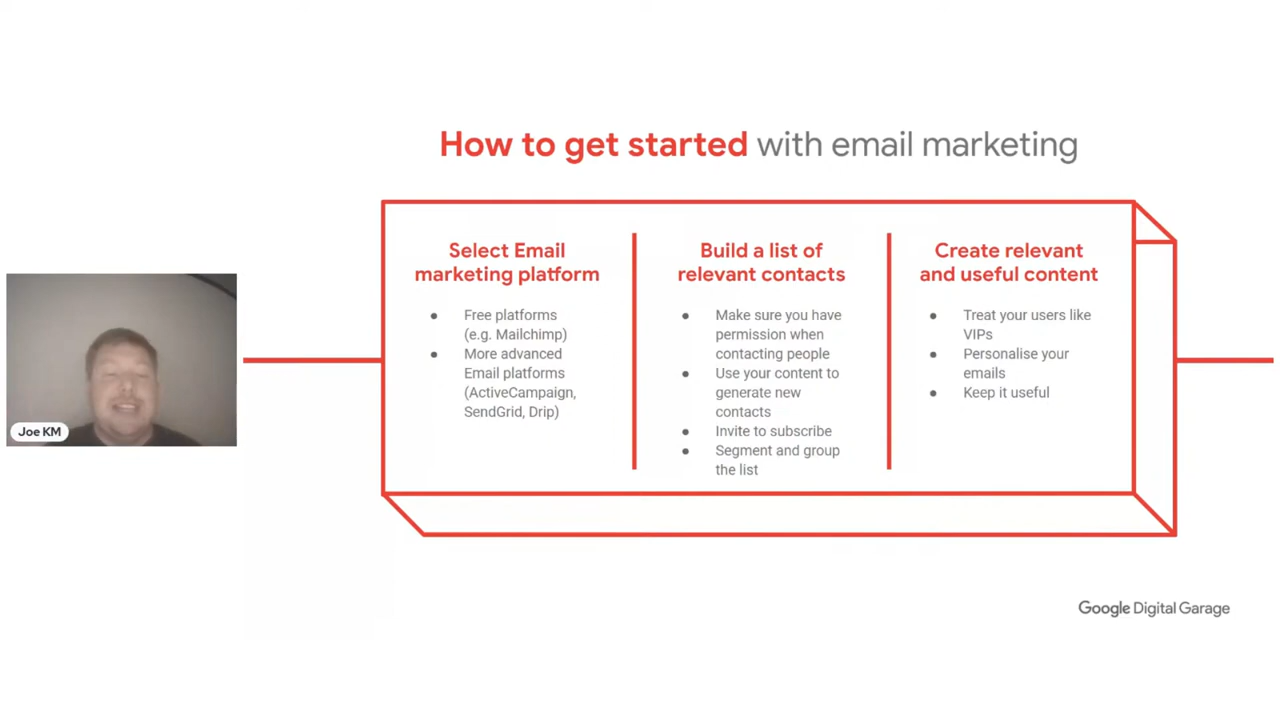 How to get started with email marketing
Select Email
marketing platform
● Free platforms
(e.g. Mailchimp)
● More advanced
Email platforms
(ActiveCampaign,
SendGrid, Drip)
Build a list of
relevant contacts
● Make sure you have
permission when
contacting people
● Use your content to
generate new
contacts
● Invite to subscribe
● Segment and group
the list
Create relevant
and useful content
● Treat your users like
VIPs
● Personalise your
emails
● Keep it useful
Joe KM
Google Digital Garage